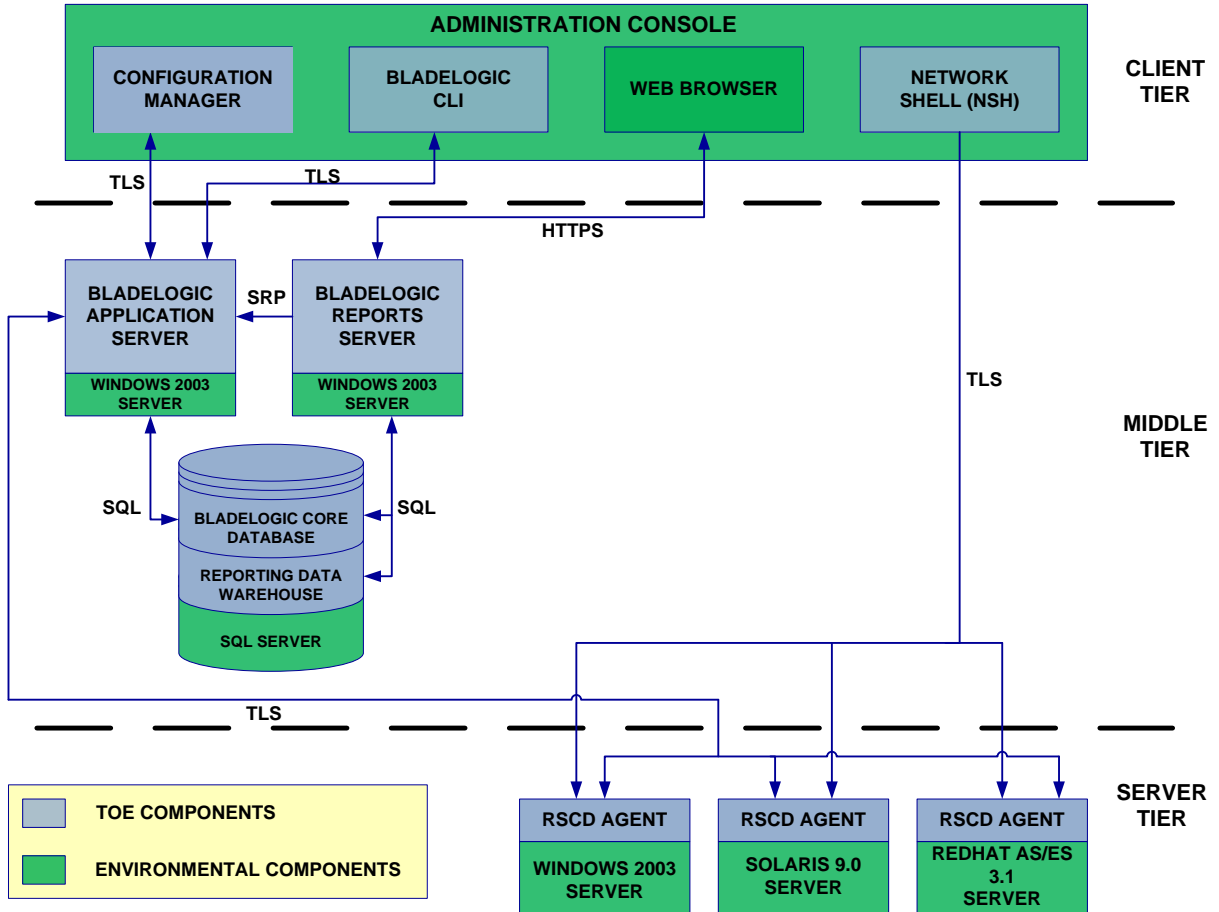 ADMINISTRATION CONSOLE
CONFIGURATION
MANAGER
BLADELOGIC
CLI
WEB BROWSER
NETWORK
SHELL (NSH)
CLIENT
TIER
TLS
TLS
HTTPS
BLADELOGIC
APPLICATION
SERVER
WINDOWS 2003
SERVER
SRP
BLADELOGIC
REPORTS
SERVER
WINDOWS 2003
SERVER
TLS
MIDDLE
TIER
SQL
SQL
BLADELOGIC CORE
DATABASE
REPORTING DATA
WAREHOUSE
SQL SERVER
TLS
TOE COMPONENTS
ENVIRONMENTAL COMPONENTS
RSCD AGENT
WINDOWS 2003
SERVER
RSCD AGENT
SOLARIS 9.0
SERVER
RSCD AGENT
REDHAT AS/ES
3.1
SERVER
SERVER
TIER